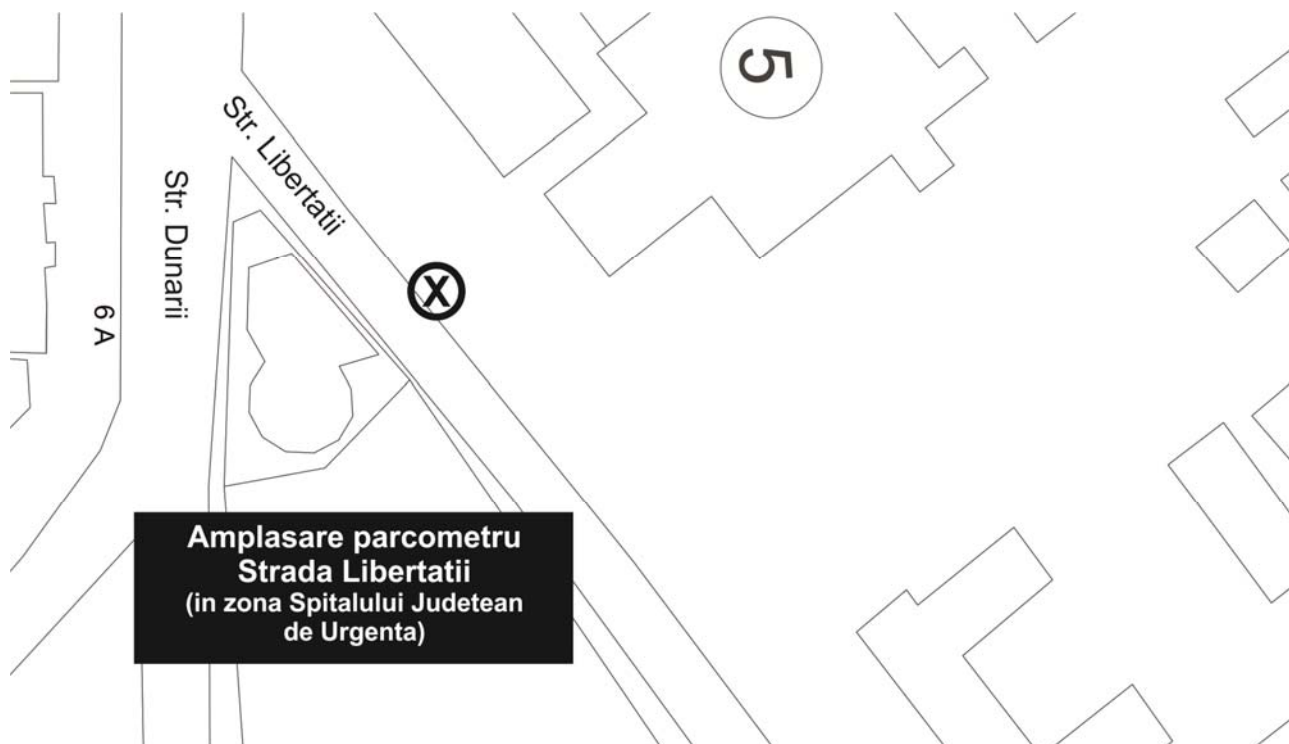 5
Str. Libertatii
Str. Dunarii
X
6 A
Amplasare parcometru
Strada Libertatii
(in zona Spitalului Judetean
de Urgenta)